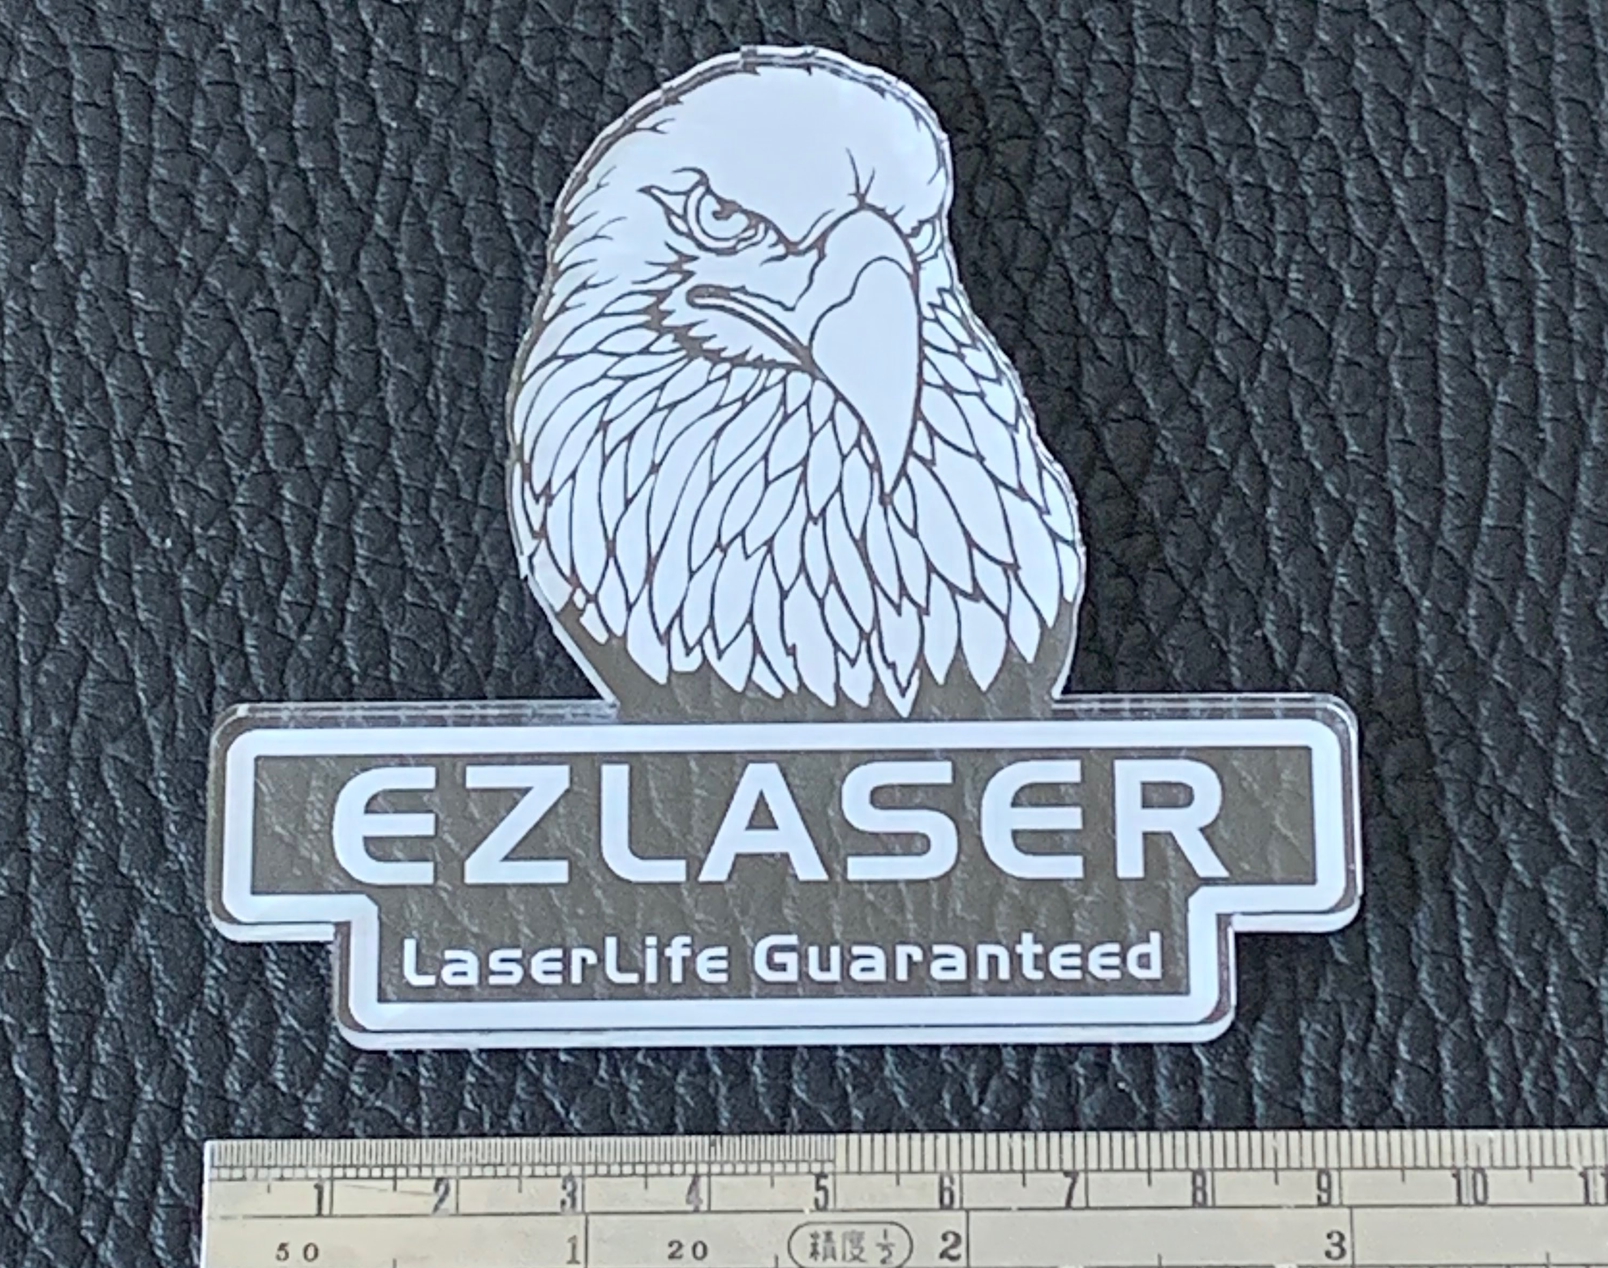 EZLASER
LaserLife Guaranteed
1 2 3 4 5 6 7 8 9 10 11
50 1 20 精度½ 2 3